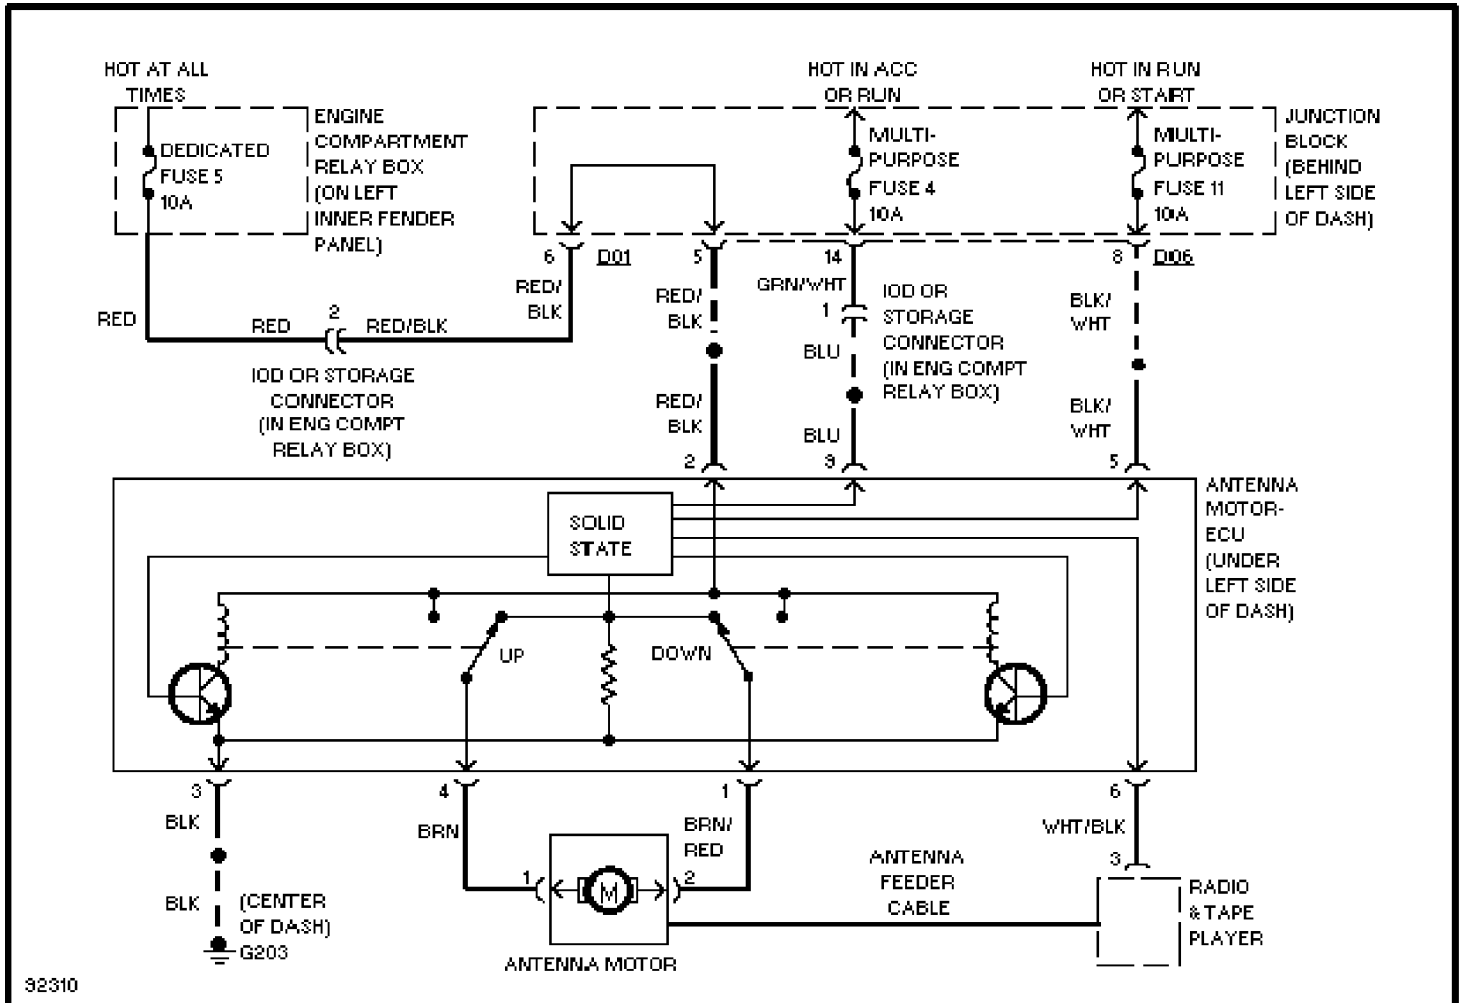 HOT AT ALL
TIMES
DEDICATED
FUSE 5
10A
ENGINE
COMPARTMENT
RELAY BOX
(ON LEFT
INNER FENDER
PANEL)
HOT IN ACC
OR RUN
MULTI-
PURPOSE
FUSE 4
10A
HOT IN RUN
OR START
MULTI-
PURPOSE
FUSE 11
10A
JUNCTION
BLOCK
(BEHIND
LEFT SIDE
OF DASH)
6
D01
5
14
8
D06
RED
RED
2
RED/BLK
RED/
BLK
IOD OR STORAGE
CONNECTOR
(IN ENG COMPT
RELAY BOX)
RED/
BLK
RED/
BLK
2
GRN/WHT
1
BLU
BLU
9
IOD OR
STORAGE
CONNECTOR
(IN ENG COMPT
RELAY BOX)
BLK/
WHT
BLK/
WHT
5
SOLID
STATE
UP
DOWN
ANTENNA
MOTOR-
ECU
(UNDER
LEFT SIDE
OF DASH)
3
BLK
BLK
(CENTER
OF DASH)
G203
4
BRN
1
BRN/
RED
1
M
2
ANTENNA MOTOR
ANTENNA
FEEDER
CABLE
6
WHT/BLK
3
RADIO
& TAPE
PLAYER
92310